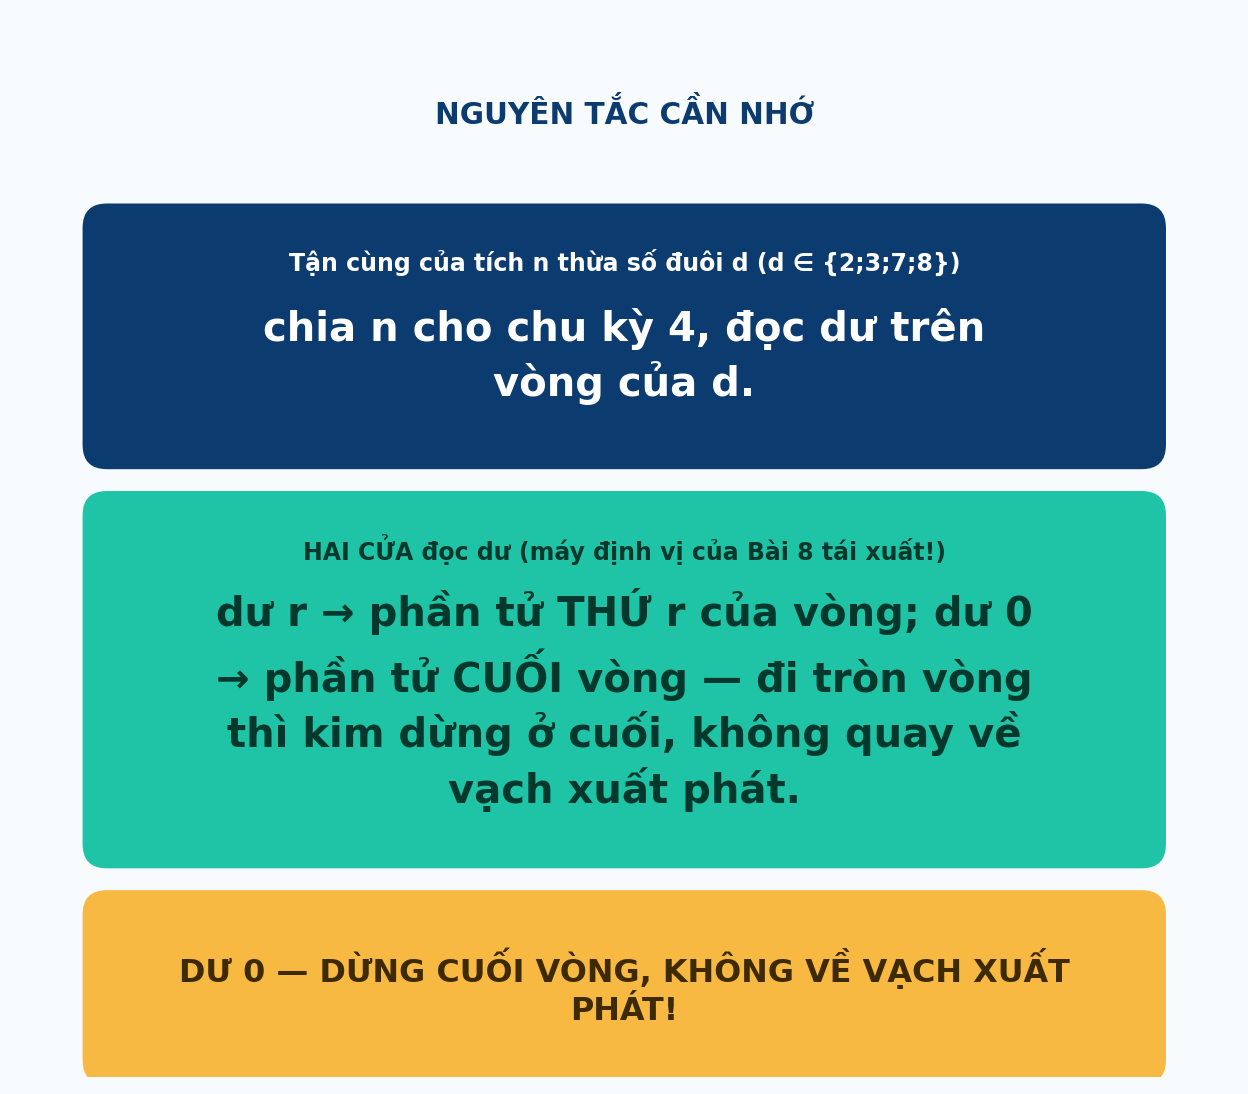 NGUYÊN TẮC CẦN NHỚ
Tận cùng của tích n thừa số đuôi d (d ∈ {2;3;7;8})
chia n cho chu kỳ 4, đọc dư trên
vòng của d.
HAI CỬA đọc dư (máy định vị của Bài 8 tái xuất!)
dư r → phần tử THỨ r của vòng; dư 0
→ phần tử CUỐI vòng — đi tròn vòng
thì kim dừng ở cuối, không quay về
vạch xuất phát.
DƯ 0 — DỪNG CUỐI VÒNG, KHÔNG VỀ VẠCH XUẤT
PHÁT!